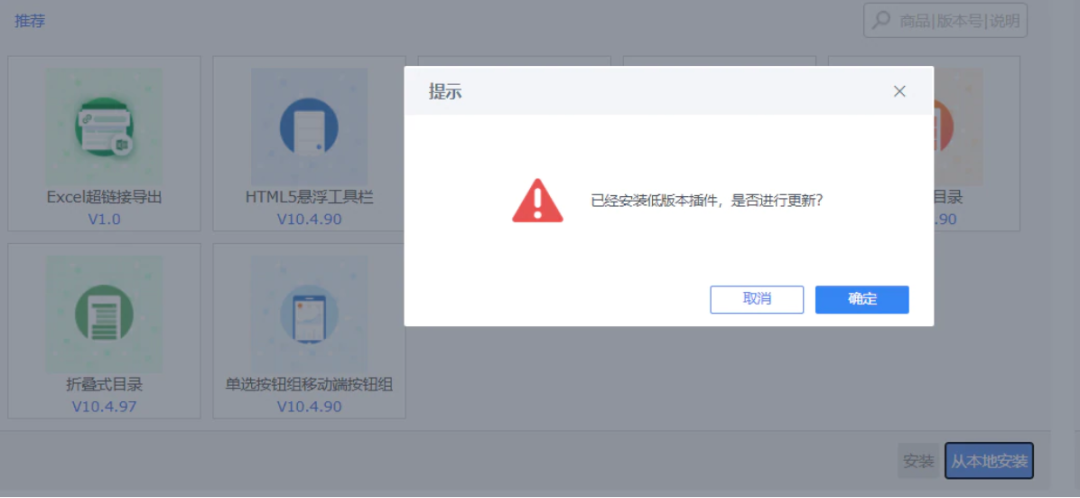 推荐
商品|版本号|说明
提示
已经安装低版本插件，是否进行更新?
取消
确定
Excel超链接导出
V1.0
HTML5悬浮工具栏
V10.4.90
目录
.90
折叠式目录
V10.4.97
单选按钮组移动端按钮组
V10.4.90
安装
从本地安装